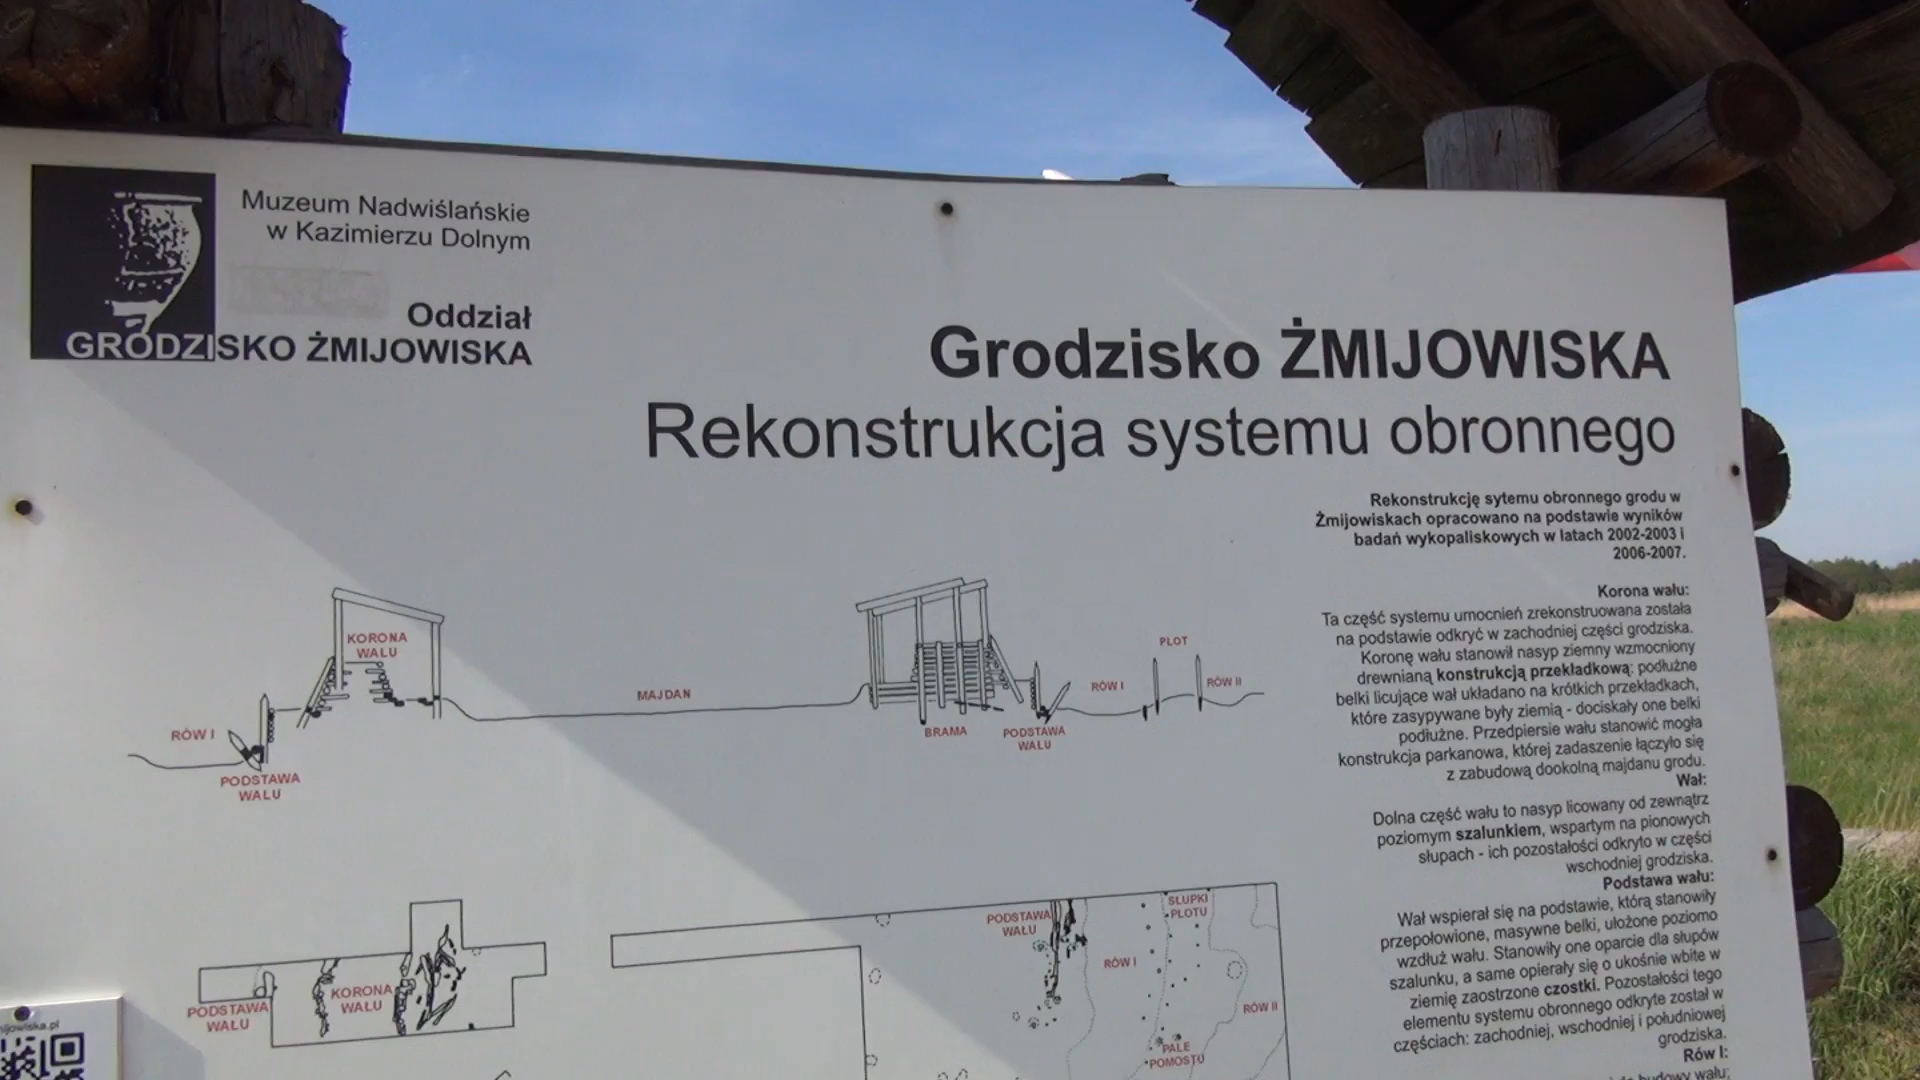 Muzeum Nadwiślańskie
w Kazimierzu Dolnym
Oddział
GRODZISKO ŻMIJOWISKA
Grodzisko ŻMIJOWISKA
Rekonstrukcja systemu obronnego
Rekonstrukcję sytemu obronnego grodu w
Żmijowiskach opracowano na podstawie wyników
badań wykopaliskowych w latach 2002-2003 i
2006-2007.
Korona wału:
Ta część systemu umocnień zrekonstruowana została
na podstawie odkryć w zachodniej części grodziska.
Koronę wału stanowił nasyp ziemny wzmocniony
drewnianą konstrukcją przekładkową: podłużne
belki licujące wał układano na krótkich przekładkach,
które zasypywane były ziemią - dociskały one belki
podłużne. Przedpiersie wału stanowić mogła
konstrukcja parkanowa, której zadaszenie łączyło się
z zabudową dookolną majdanu grodu.
Wał:
Dolna część wału to nasyp licowany od zewnątrz
poziomym szalunkiem, wspartym na pionowych
słupach - ich pozostałości odkryto w części
wschodniej grodziska.
Podstawa wału:
Wał wspierał się na podstawie, którą stanowiły
przepołowione, masywne belki, ułożone poziomo
wzdłuż wału. Stanowiły one oparcie dla słupów
szalunku, a same opierały się o ukośnie wbite w
ziemię zaostrzone czostki. Pozostałości tego
elementu systemu obronnego odkryte został w
częściach: zachodniej, wschodniej i południowej
grodziska.
Rów I:
budowy wału;
KORONA
WAŁU
RÓW I
PODSTAWA
WAŁU
MAJDAN
BRAMA
PODSTAWA
WAŁU
RÓW I
PŁOT
RÓW II
PODSTAWA
WAŁU
KORONA
WAŁU
PODSTAWA
WAŁU
SŁUPKI
PŁOTU
RÓW I
RÓW II
PALE
POMOSTU
mijowiska.pl